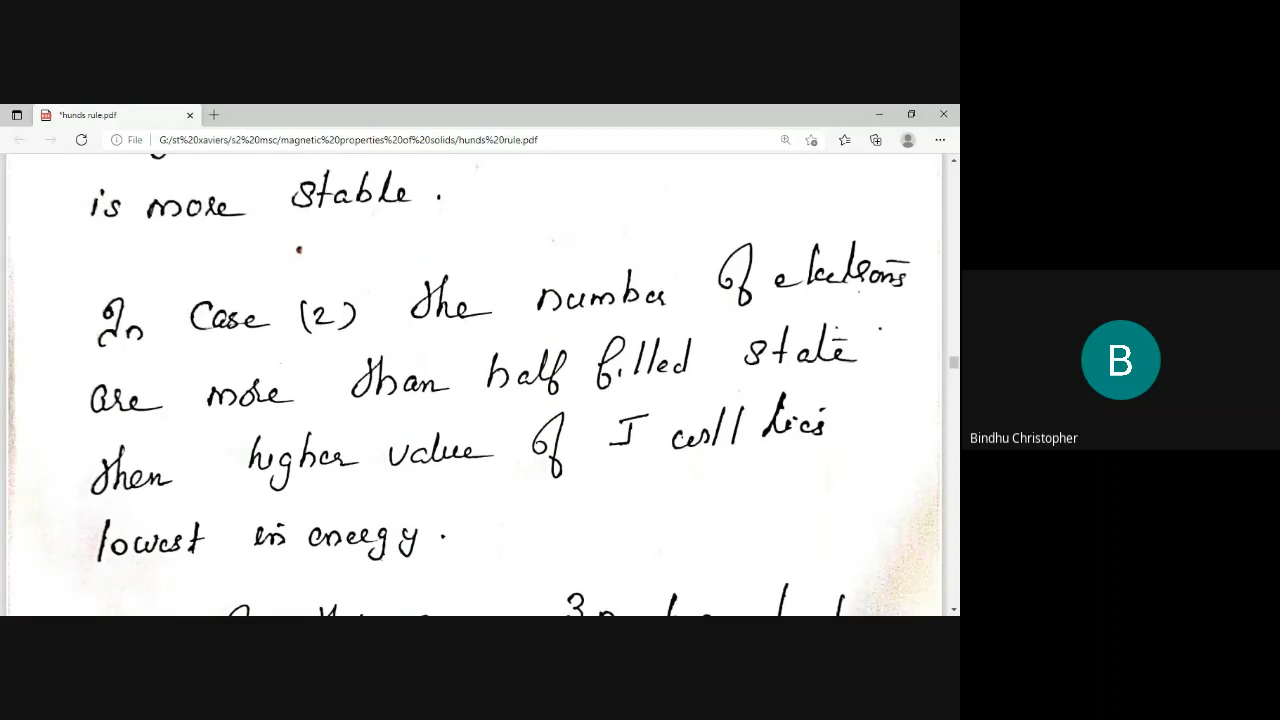 *hunds rule.pdf
File G:/st%20xaviers/s2%20msc/magnetic%20properties%20of%20solids/hunds%20rule.pdf
is more stable.
In Case (2) the number of electrons
are more than half filled state
then higher value of J will lies
lowest in energy.
B
Bindhu Christopher